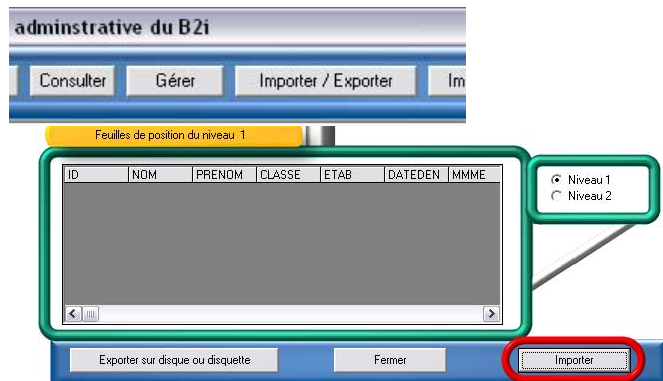 adminstrative du B2i
Consulter Gérer Importer / Exporter Im
Feuilles de position du niveau 1
ID NOM PRENOM CLASSE ETAB DATEDEN MMME
Niveau 1
Niveau 2
Exporter sur disque ou disquette Fermer Importer